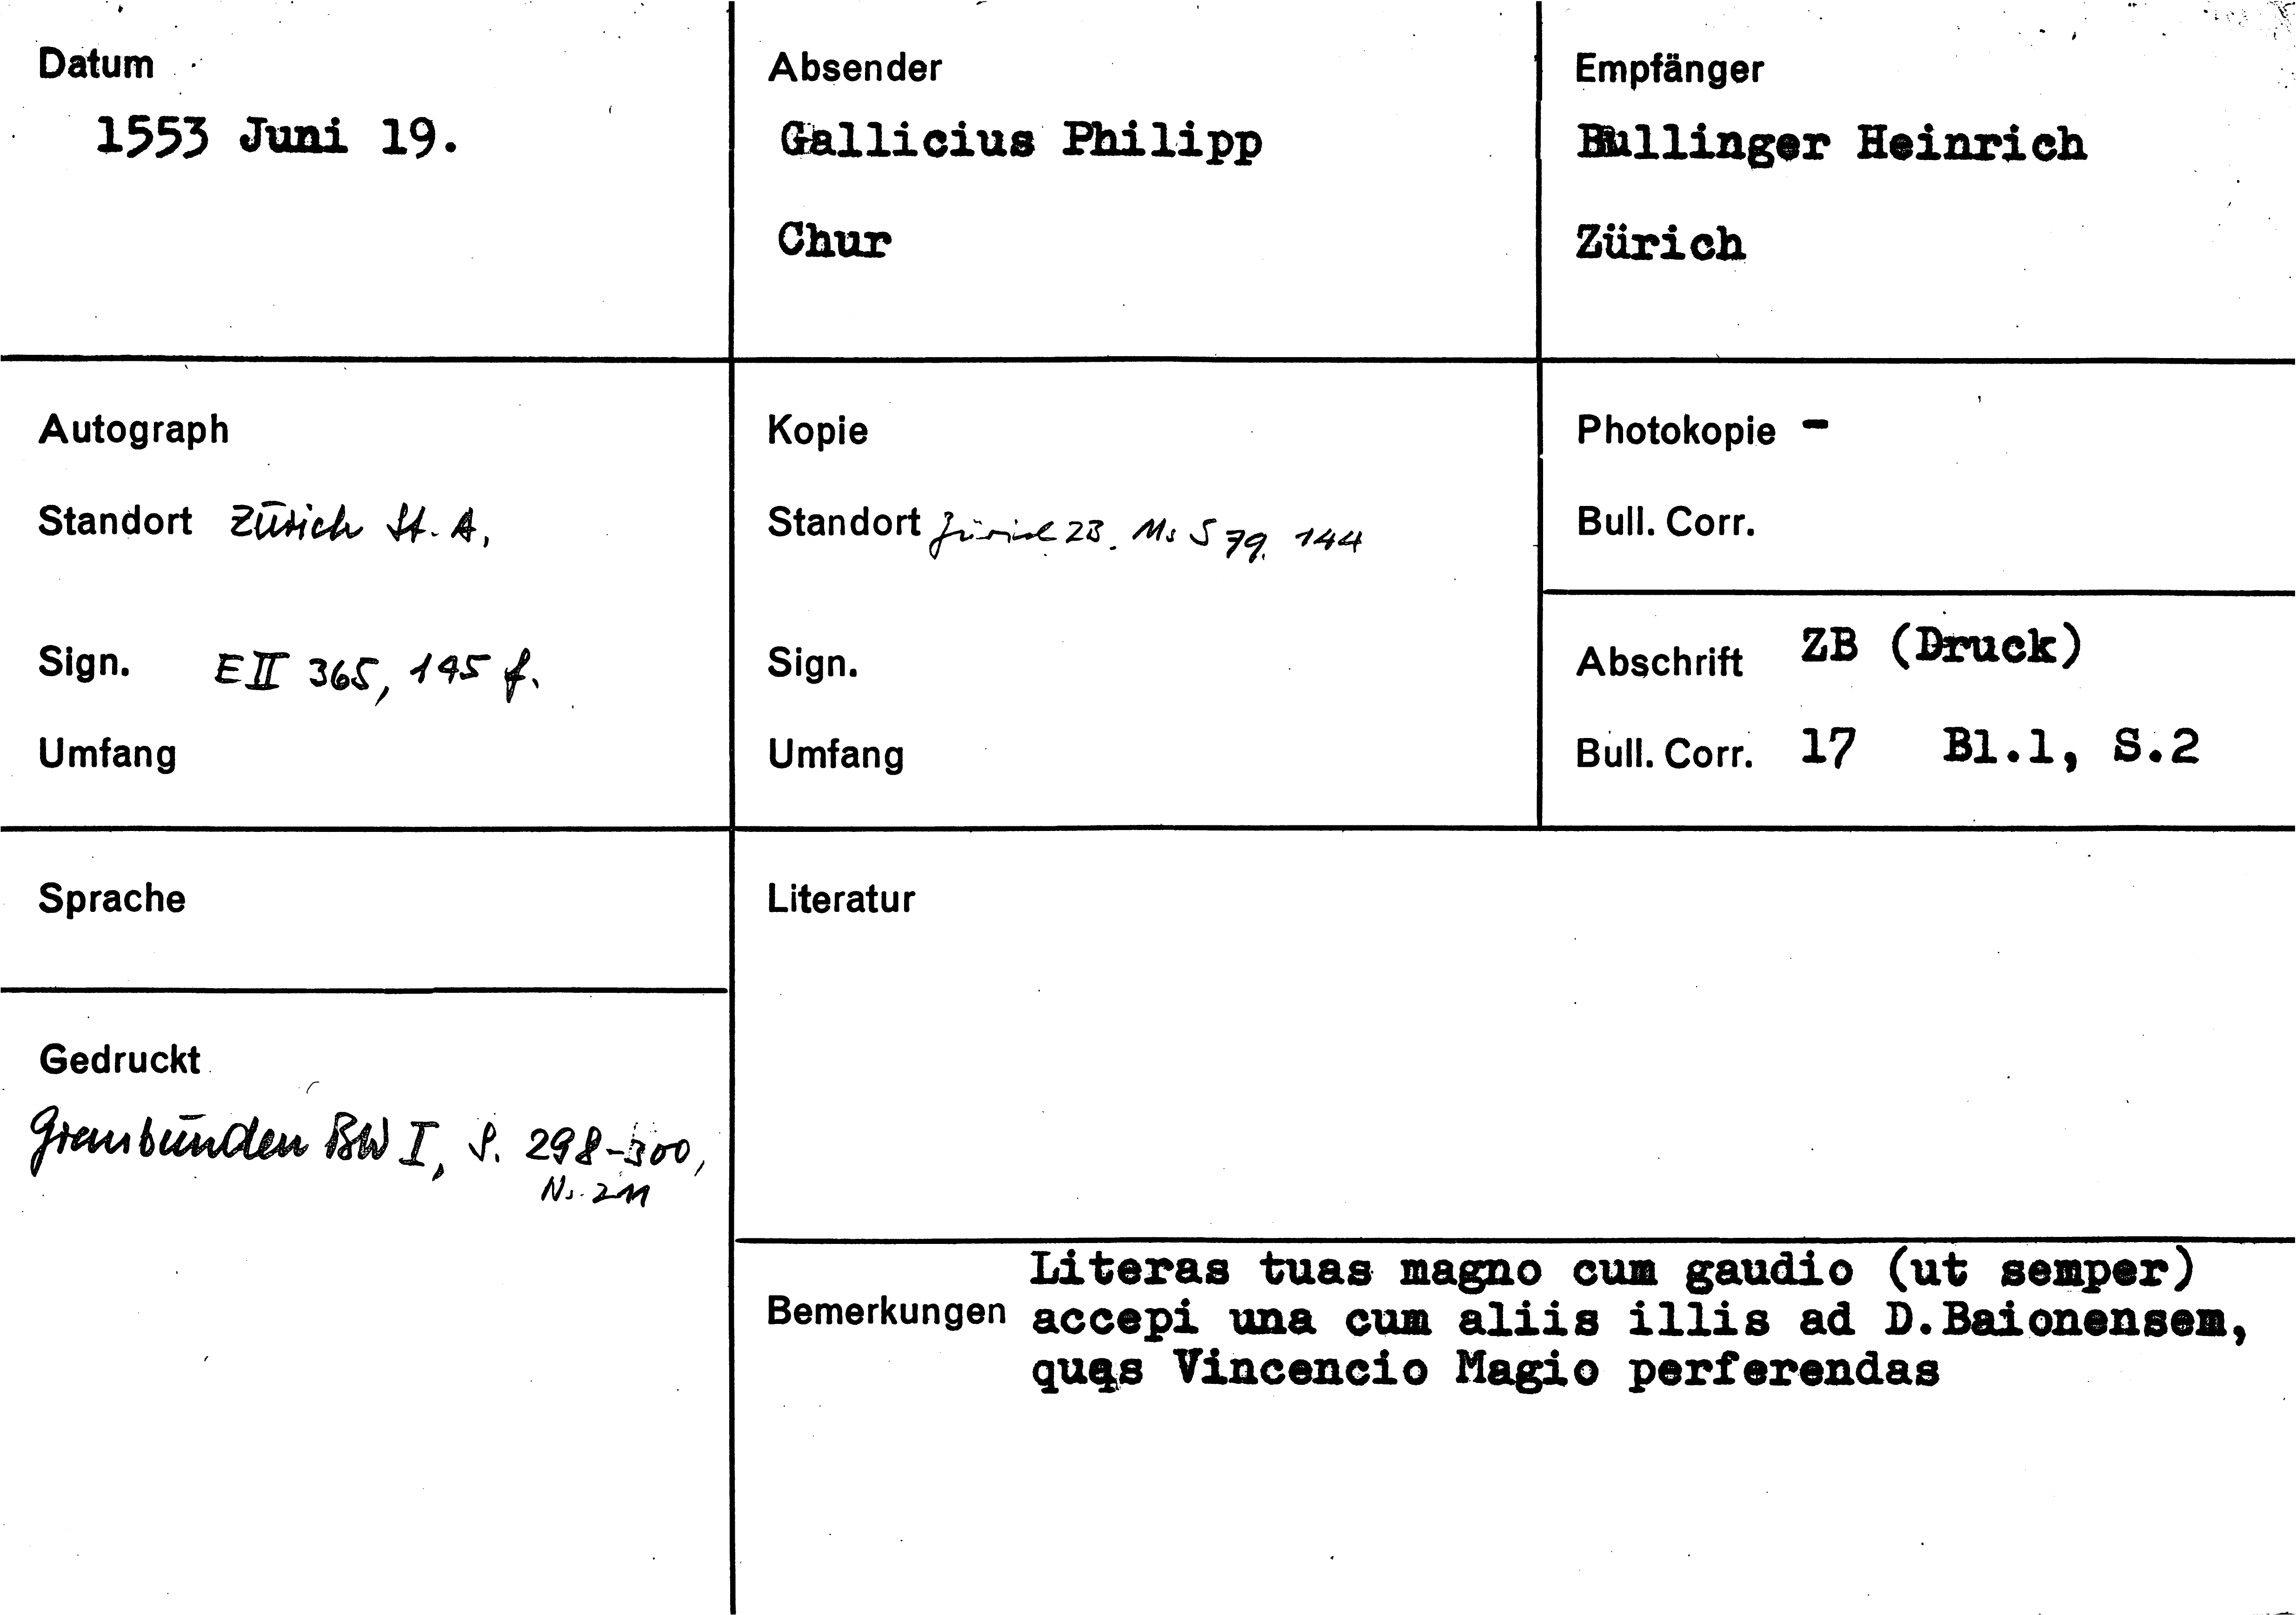 Datum
1553 Juni 19.
Absender
Gallicius Philipp
Chur
Empfänger
Bullinger Heinrich
Zürich
Autograph
Standort Zürich St. A.
Sign. E II 365, 145 f.
Umfang
Kopie
Standort Zürich ZB. Ms S 79. 144
Sign.
Umfang
Photokopie -
Bull. Corr.
Abschrift ZB (Druck)
Bull. Corr. 17 Bl.1, S.2
Sprache
Gedruckt
Graubünden BW I, S. 298-300,
Nr. 211
Literatur
Bemerkungen
Literas tuas magno cum gaudio (ut semper)
accepi una cum aliis illis ad D.Baionensem,
quas Vincencio Magio perferendas